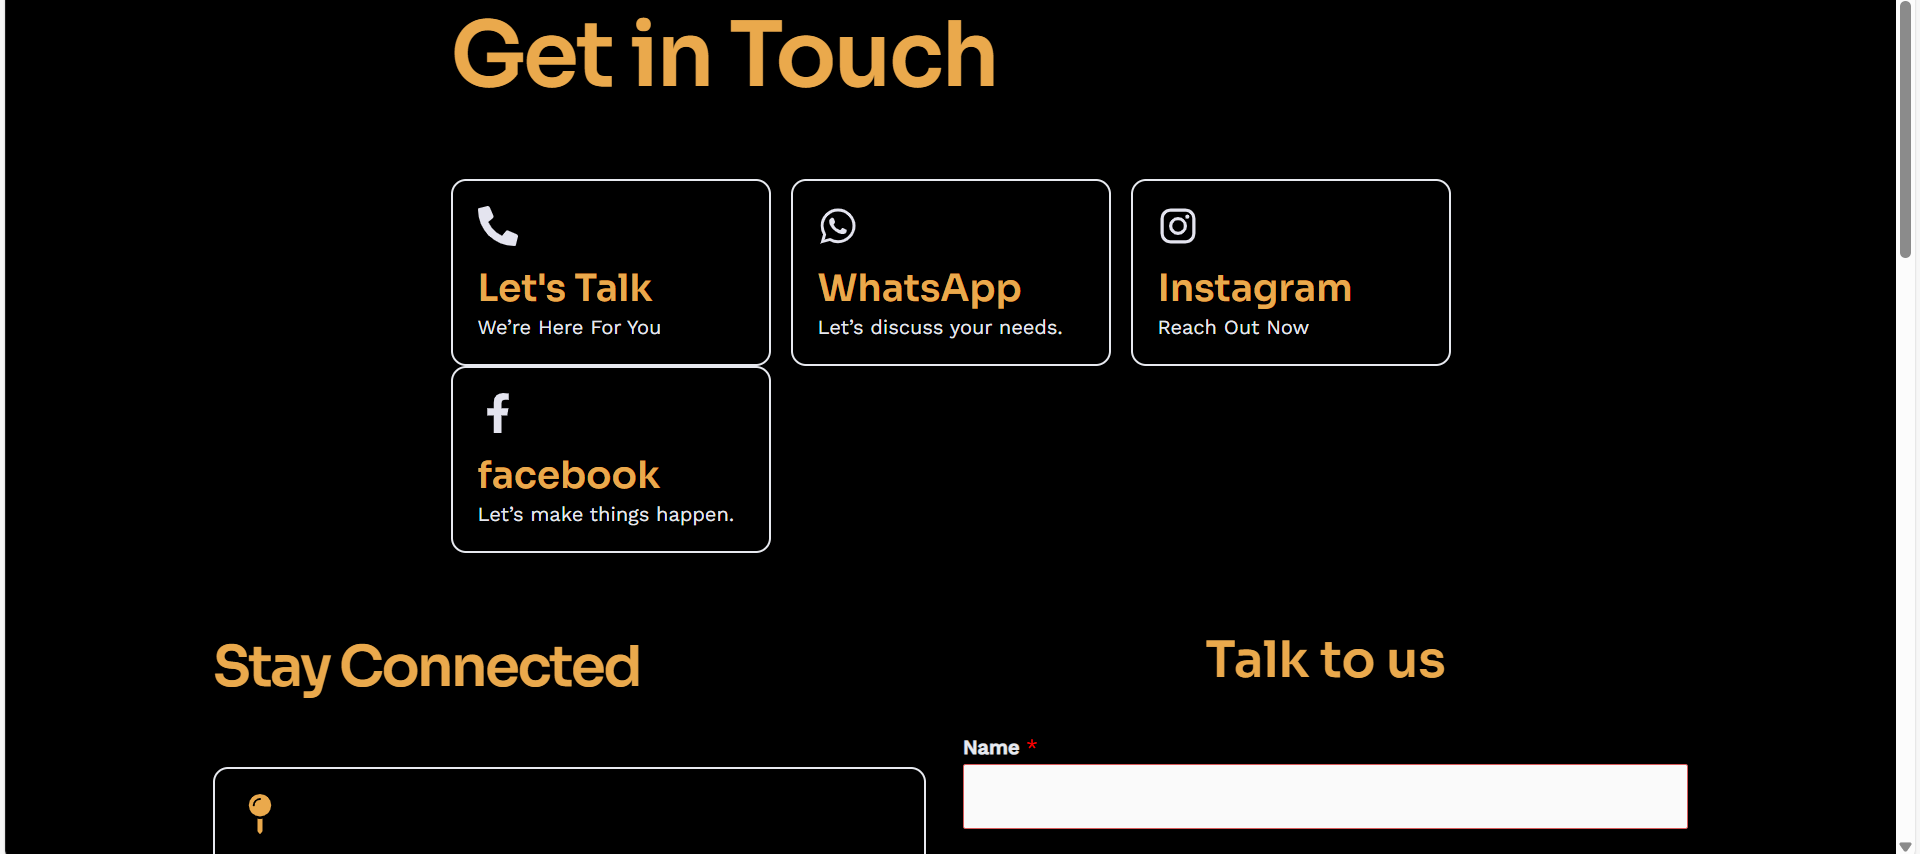 Get in Touch
Let's Talk
We’re Here For You
WhatsApp
Let’s discuss your needs.
Instagram
Reach Out Now
facebook
Let’s make things happen.
Stay Connected
Talk to us
Name *